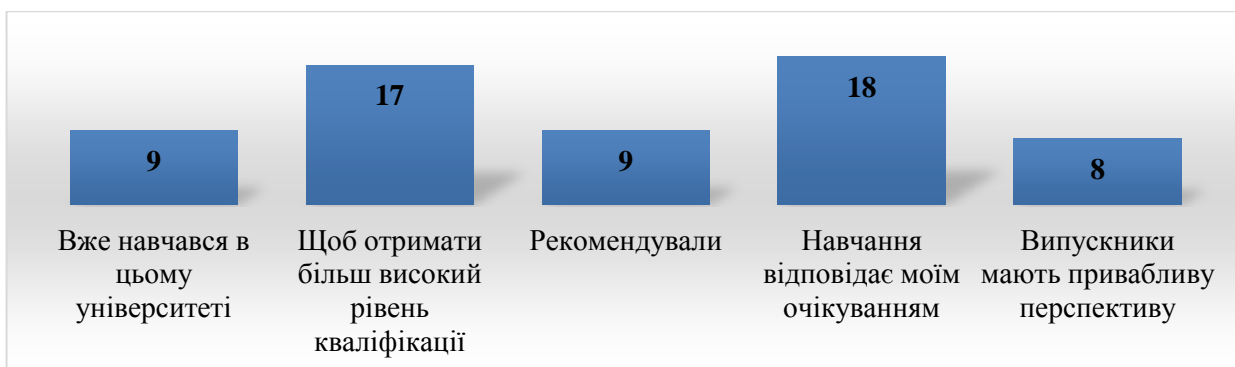 9
17
9
18
8
Вже навчався в
цьому
університеті
Щоб отримати
більш високий
рівень
кваліфікації
Рекомендували
Навчання
відповідає моїм
очікуванням
Випускники
мають привабливу
перспективу